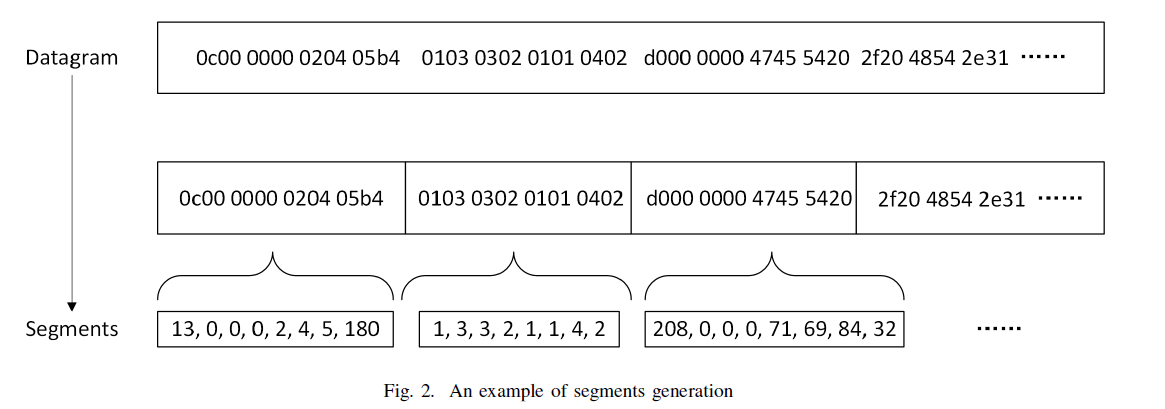 Datagram 0c00 0000 0204 05b4 0103 0302 0101 0402 d000 0000 4745 5420 2f20 4854 2e31 ······
0c00 0000 0204 05b4 0103 0302 0101 0402 d000 0000 4745 5420 2f20 4854 2e31 ······
Segments 13, 0, 0, 0, 2, 4, 5, 180 1, 3, 3, 2, 1, 1, 4, 2 208, 0, 0, 0, 71, 69, 84, 32 ······
Fig. 2. An example of segments generation